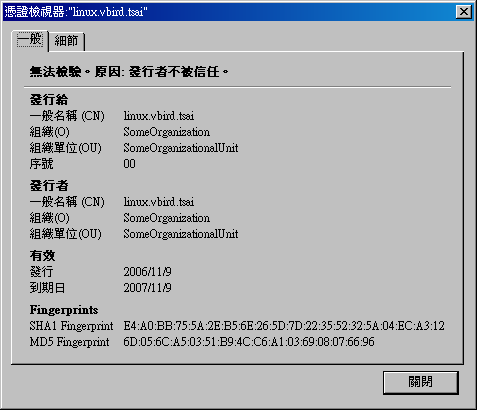 憑證檢視器:"linux.vbird.tsai"
一般 細節
無法檢驗。原因: 發行者不被信任。
發行給
一般名稱 (CN) linux.vbird.tsai
組織(O) SomeOrganization
組織單位(OU) SomeOrganizationalUnit
序號 00
發行者
一般名稱 (CN) linux.vbird.tsai
組織(O) SomeOrganization
組織單位(OU) SomeOrganizationalUnit
有效
發行 2006/11/9
到期日 2007/11/9
Fingerprints
SHA1 Fingerprint E4:A0:BB:75:5A:2E:B5:6E:26:5D:7D:22:35:52:32:5A:04:EC:A3:12
MD5 Fingerprint 6D:05:6C:A5:03:51:B9:4C:C6:A1:03:69:08:07:66:96
關閉